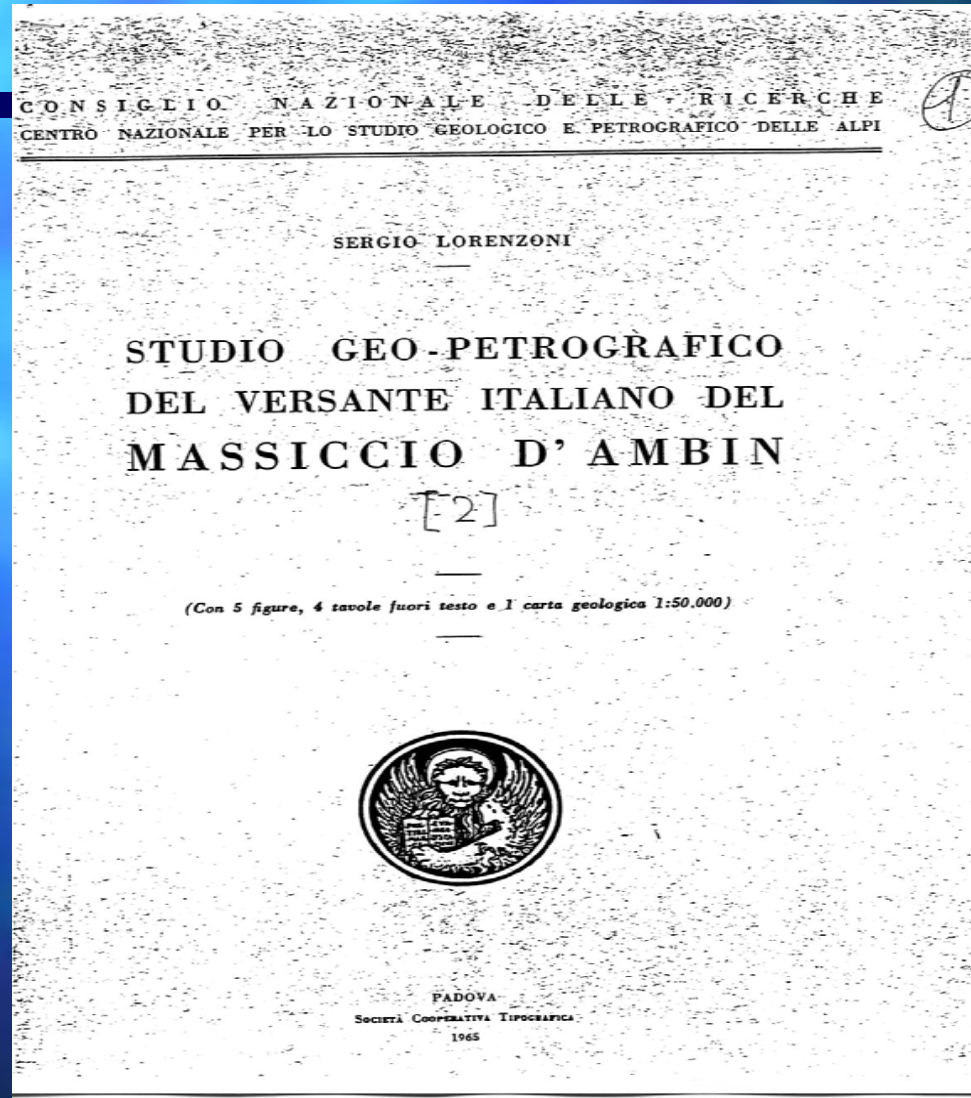 CONSIGLIO NAZIONALE DELLE RICERCHE
CENTRO NAZIONALE PER LO STUDIO GEOLOGICO E PETROGRAFICO DELLE ALPI
SERGIO LORENZONI
STUDIO GEO-PETROGRAFICO
DEL VERSANTE ITALIANO DEL
MASSICCIO D'AMBIN
[2]
(Con 5 figure, 4 tavole fuori testo e 1 carta geologica 1:50.000)
PADOVA
SOCIETÀ COOPERATIVA TIPOGRAFICA
1965